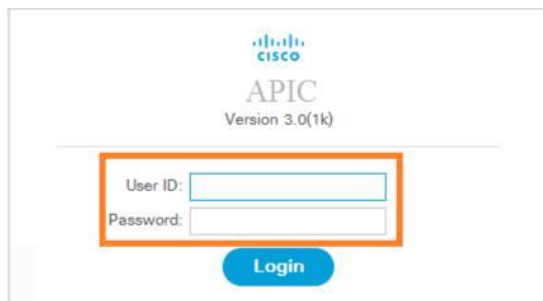 CISCO
APIC
Version 3.0(1k)
User ID:
Password:
Login